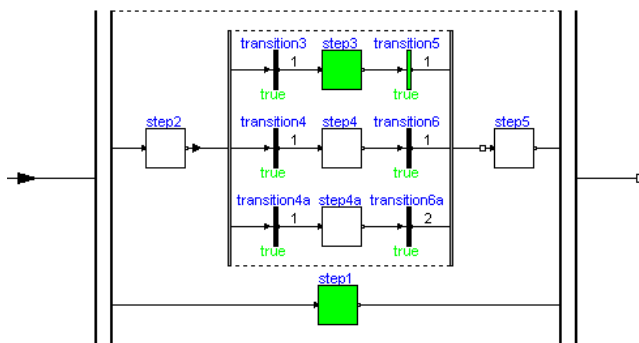 transition3 step3 transition5
1 1
true true
step2 transition4 step4 transition6 step5
1 1
true true
transition4a step4a transition6a
1 2
true true
step1